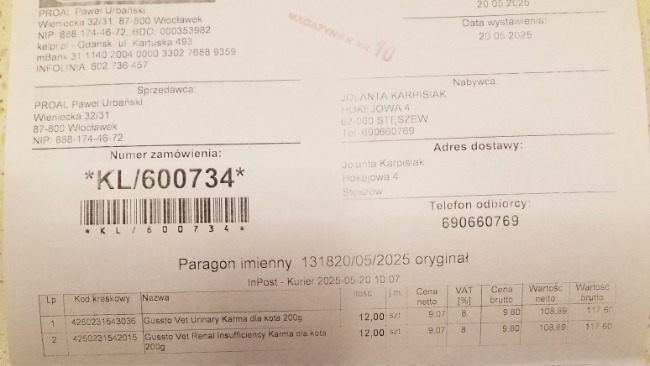 PROAL Paweł Urbański
Wieniecka 32/31 87-800 Włocławek
NIP: 888-174-46-72; BDO: 000353982
kelpi.pl - Gdańsk ul. Kartuska 493
mBank 31 1140 2004 0000 3302 7688 9359
INFOLINIA: 602 736 457
20.05.2025
Data wystawienia:
20.05.2025
MAGAZYNIER NR 10
Sprzedawca:
PROAL Paweł Urbański
Wieniecka 32/31
87-800 Włocławek
NIP: 888-174-46-72
Nabywca:
JOLANTA KARPISIAK
HOKEJOWA 4
62-060 STĘSZEW
Tel. 690660769
Numer zamówienia:
*KL/600734*
*KL/600734*
Adres dostawy:
Jolanta Karpisiak
Hokejowa 4
Stęszew
Telefon odbiorcy:
690660769
Paragon imienny 131820/05/2025 oryginał
InPost - Kurier 2025-05-20 10:07
Lp Kod kreskowy Nazwa Ilość j.m. Cena netto VAT [%] Cena brutto Wartość netto Wartość brutto
1 4250231543036 Gussto Vet Urinary Karma dla kota 200g 12,00 szt 9,07 8 9,80 108,89 117,60
2 4250231542015 Gussto Vet Renal Insufficiency Karma dla kota 200g 12,00 szt 9,07 8 9,80 108,89 117,60